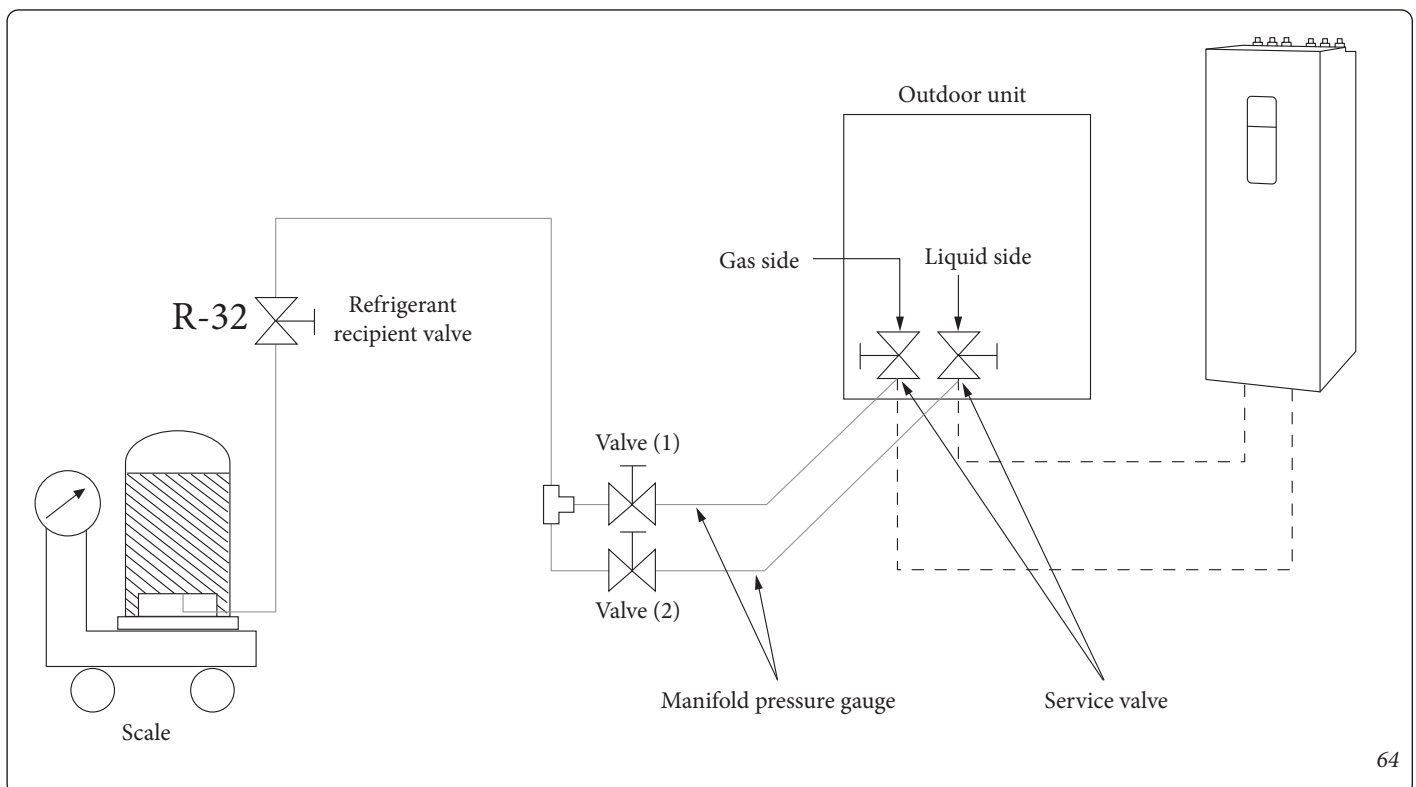 Outdoor unit
Gas side
Liquid side
R-32
Refrigerant
recipient valve
Valve (1)
Valve (2)
Manifold pressure gauge
Service valve
Scale
64